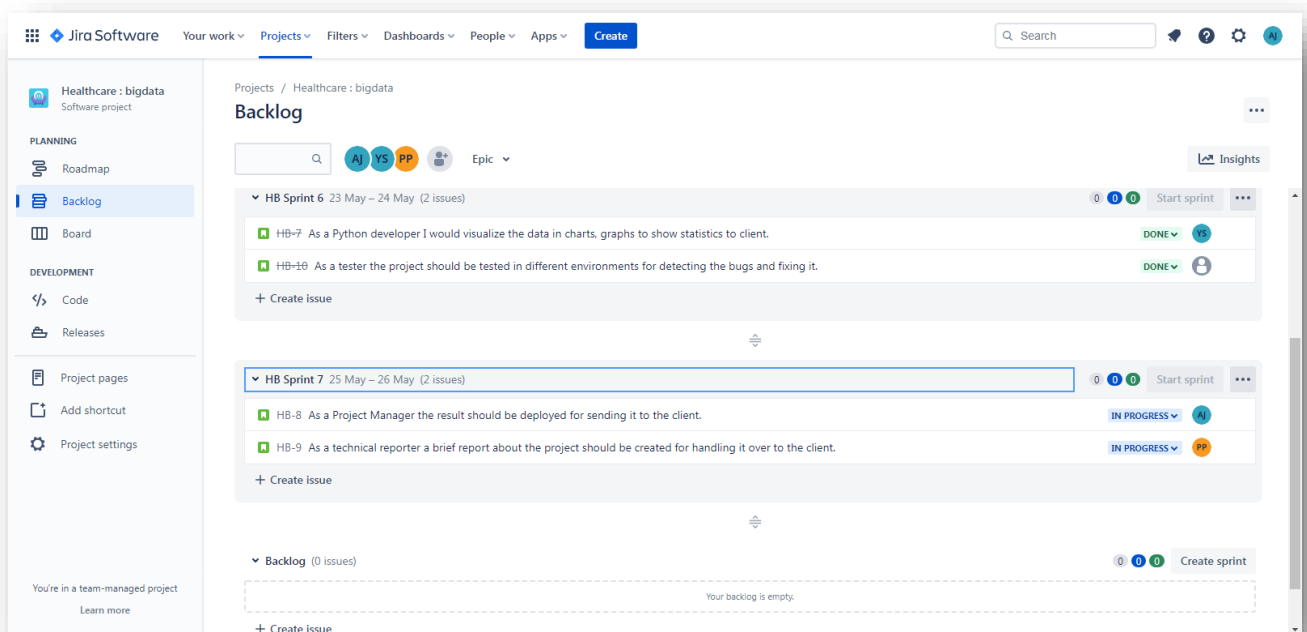 Jira Software Your work Projects Filters Dashboards People Apps Create Search AJ
Healthcare : bigdata
Software project
PLANNING
Roadmap
Backlog
Board
DEVELOPMENT
Code
Releases
Project pages
Add shortcut
Project settings
You're in a team-managed project
Learn more
Projects / Healthcare : bigdata
Backlog
AJ YS PP Epic Insights
HB Sprint 6 23 May – 24 May (2 issues) 0 0 0 Start sprint
HB-7 As a Python developer I would visualize the data in charts, graphs to show statistics to client. DONE YS
HB-10 As a tester the project should be tested in different environments for detecting the bugs and fixing it. DONE
+ Create issue
HB Sprint 7 25 May – 26 May (2 issues) 0 0 0 Start sprint
HB-8 As a Project Manager the result should be deployed for sending it to the client. IN PROGRESS AJ
HB-9 As a technical reporter a brief report about the project should be created for handling it over to the client. IN PROGRESS PP
+ Create issue
Backlog (0 issues) 0 0 0 Create sprint
Your backlog is empty.
+ Create issue